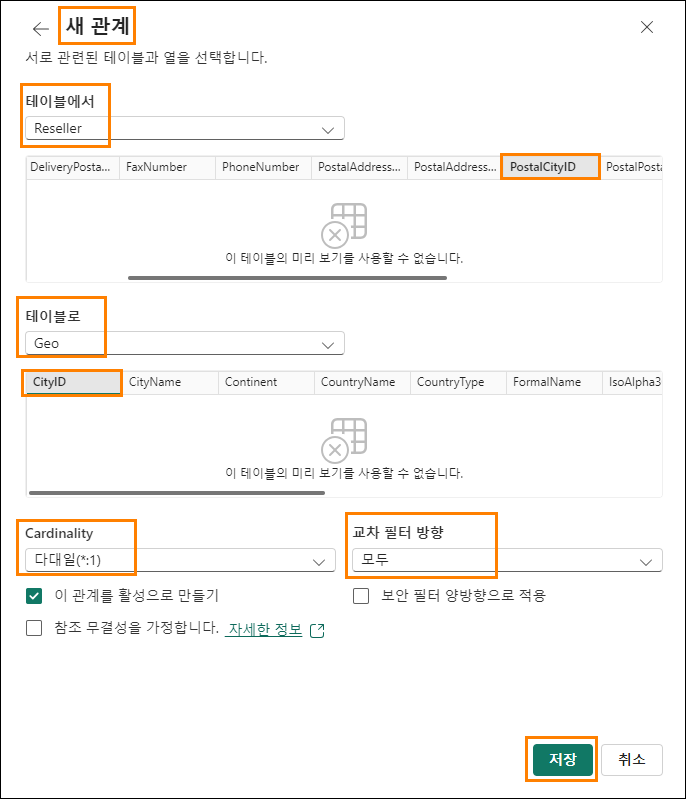 새 관계
서로 관련된 테이블과 열을 선택합니다.
테이블에서
Reseller
DeliveryPosta... FaxNumber PhoneNumber PostalAddress... PostalAddress... PostalCityID PostalPosta
이 테이블의 미리 보기를 사용할 수 없습니다.
테이블로
Geo
CityID CityName Continent CountryName CountryType FormalName IsoAlpha3
이 테이블의 미리 보기를 사용할 수 없습니다.
Cardinality 교차 필터 방향
다대일(*:1) 모두
이 관계를 활성으로 만들기 보안 필터 양방향으로 적용
참조 무결성을 가정합니다. 자세한 정보
저장 취소